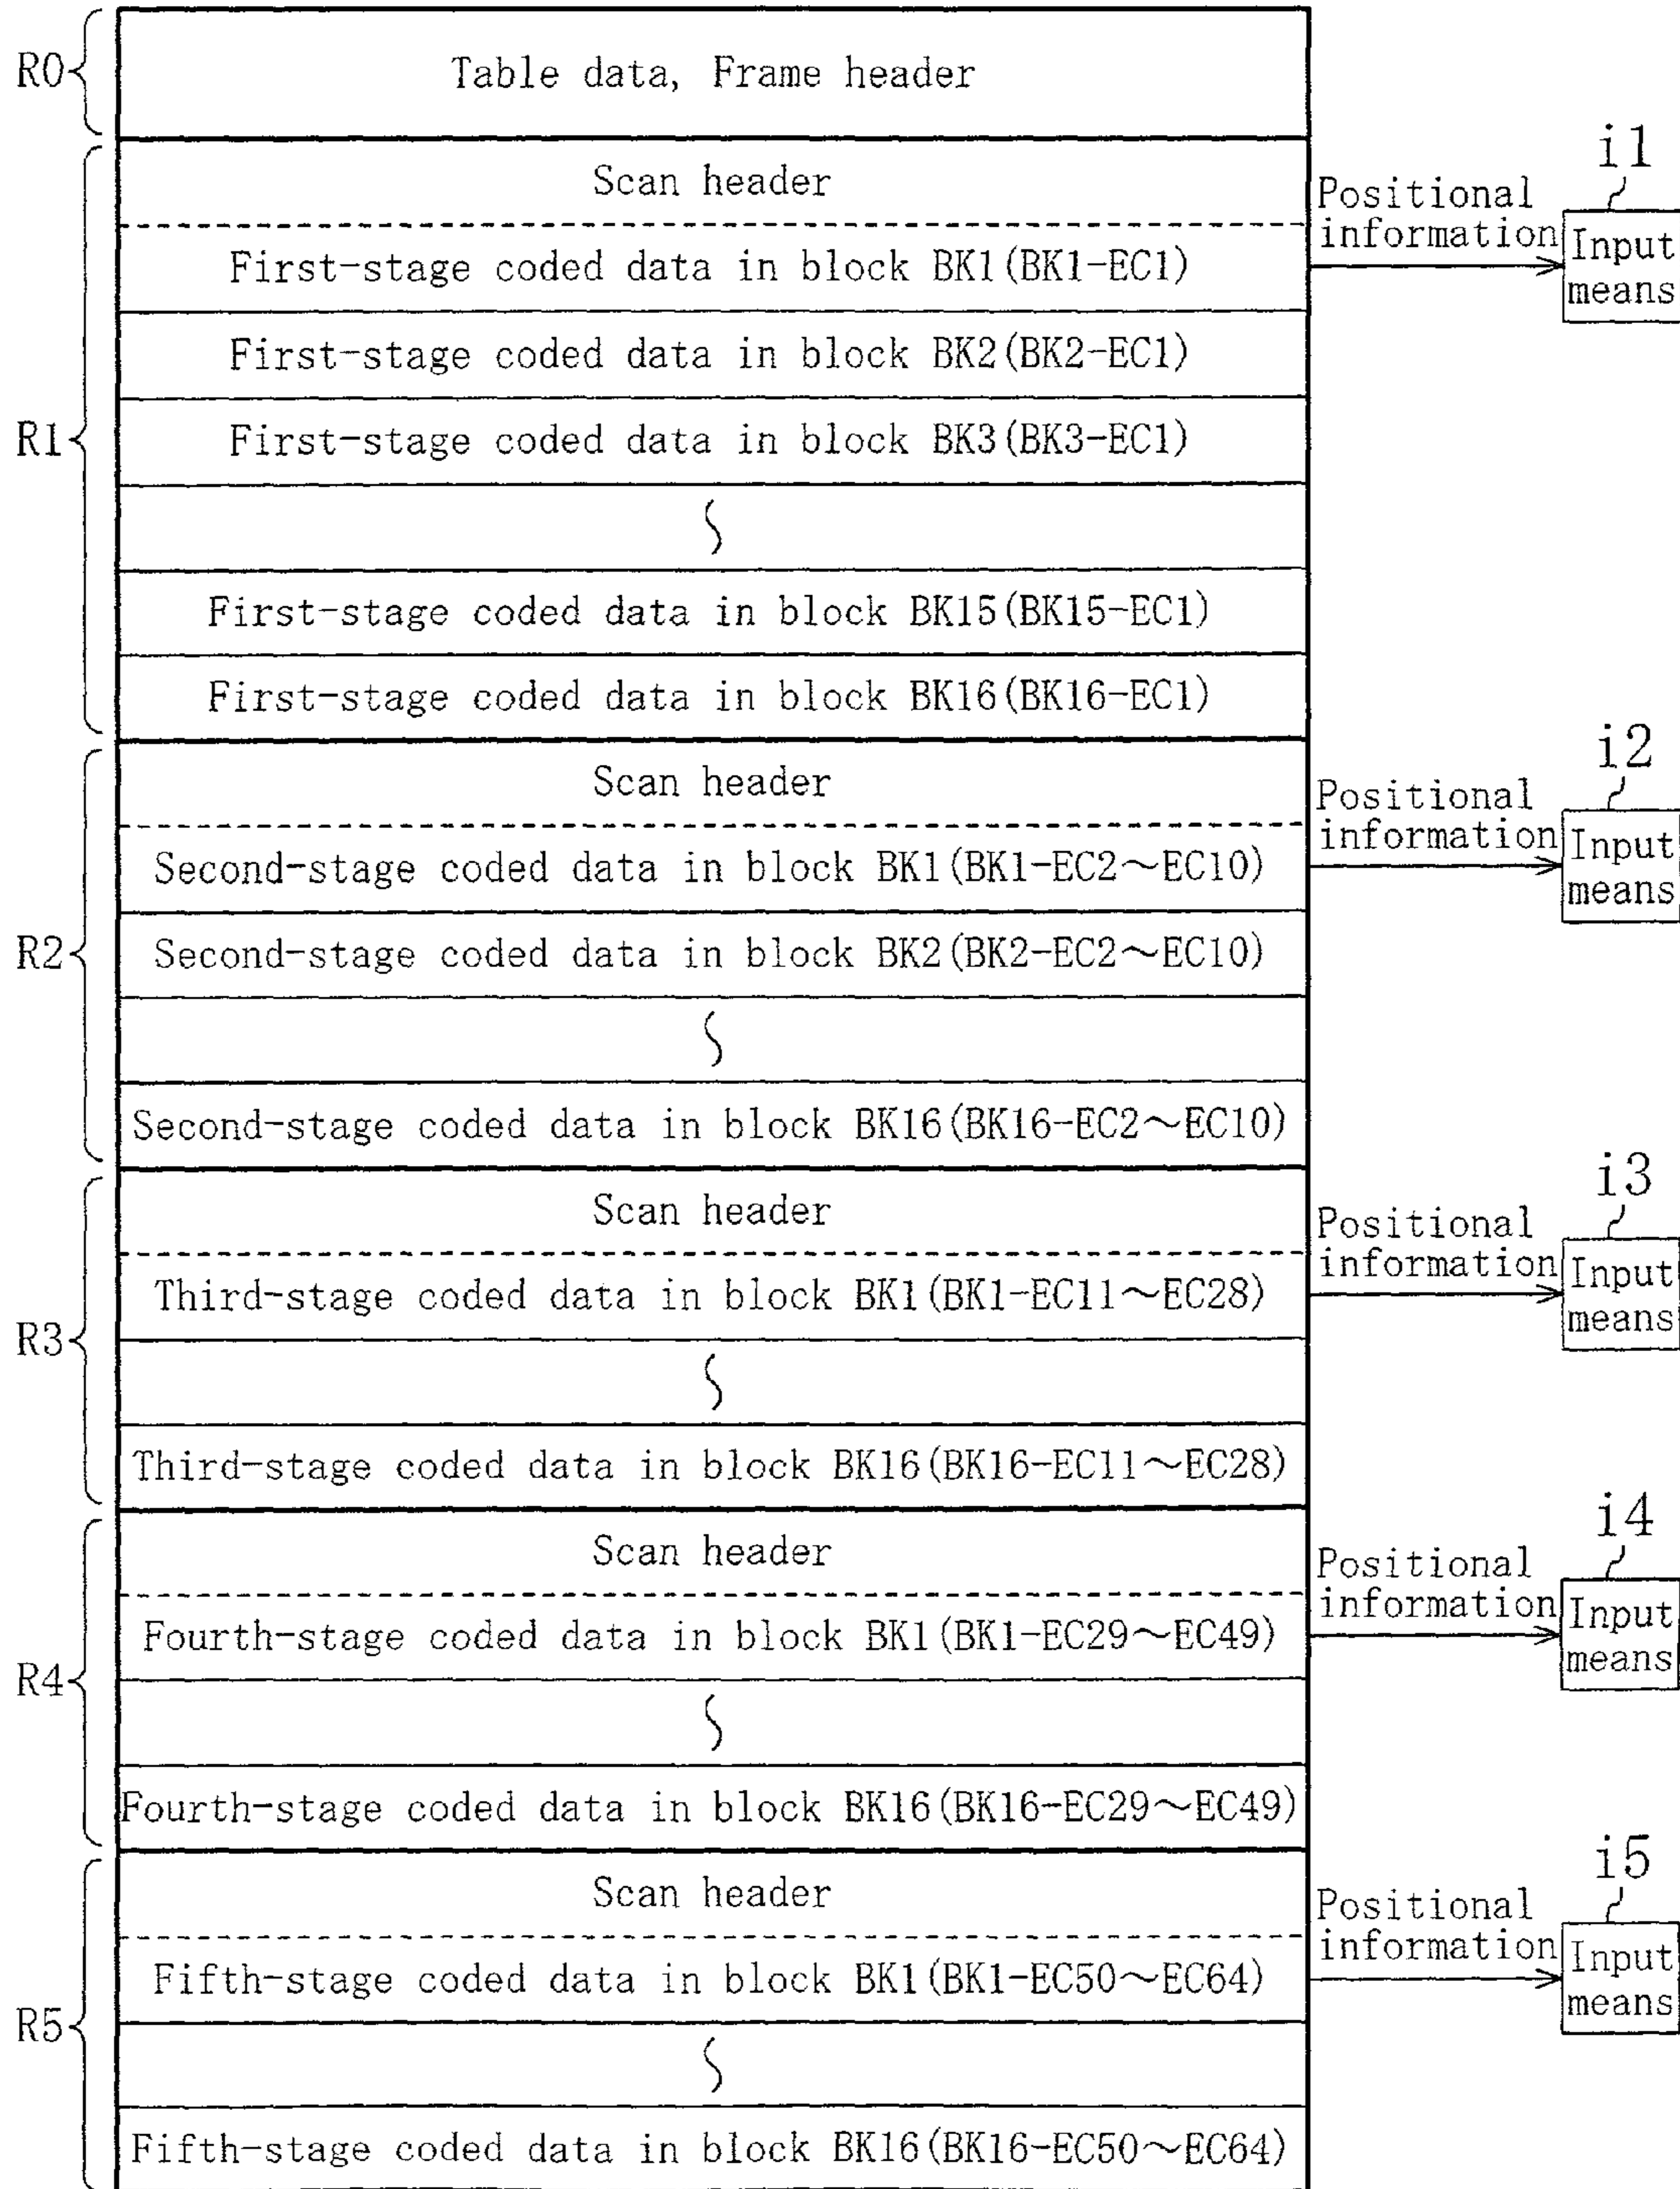 R0
Table data, Frame header
R1
Scan header
First-stage coded data in block BK1(BK1-EC1)
First-stage coded data in block BK2(BK2-EC1)
First-stage coded data in block BK3(BK3-EC1)
First-stage coded data in block BK15(BK15-EC1)
First-stage coded data in block BK16(BK16-EC1)
Positional
information
i1
Input
means
R2
Scan header
Second-stage coded data in block BK1(BK1-EC2~EC10)
Second-stage coded data in block BK2(BK2-EC2~EC10)
Second-stage coded data in block BK16(BK16-EC2~EC10)
Positional
information
i2
Input
means
R3
Scan header
Third-stage coded data in block BK1(BK1-EC11~EC28)
Third-stage coded data in block BK16(BK16-EC11~EC28)
Positional
information
i3
Input
means
R4
Scan header
Fourth-stage coded data in block BK1(BK1-EC29~EC49)
Fourth-stage coded data in block BK16(BK16-EC29~EC49)
Positional
information
i4
Input
means
R5
Scan header
Fifth-stage coded data in block BK1(BK1-EC50~EC64)
Fifth-stage coded data in block BK16(BK16-EC50~EC64)
Positional
information
i5
Input
means